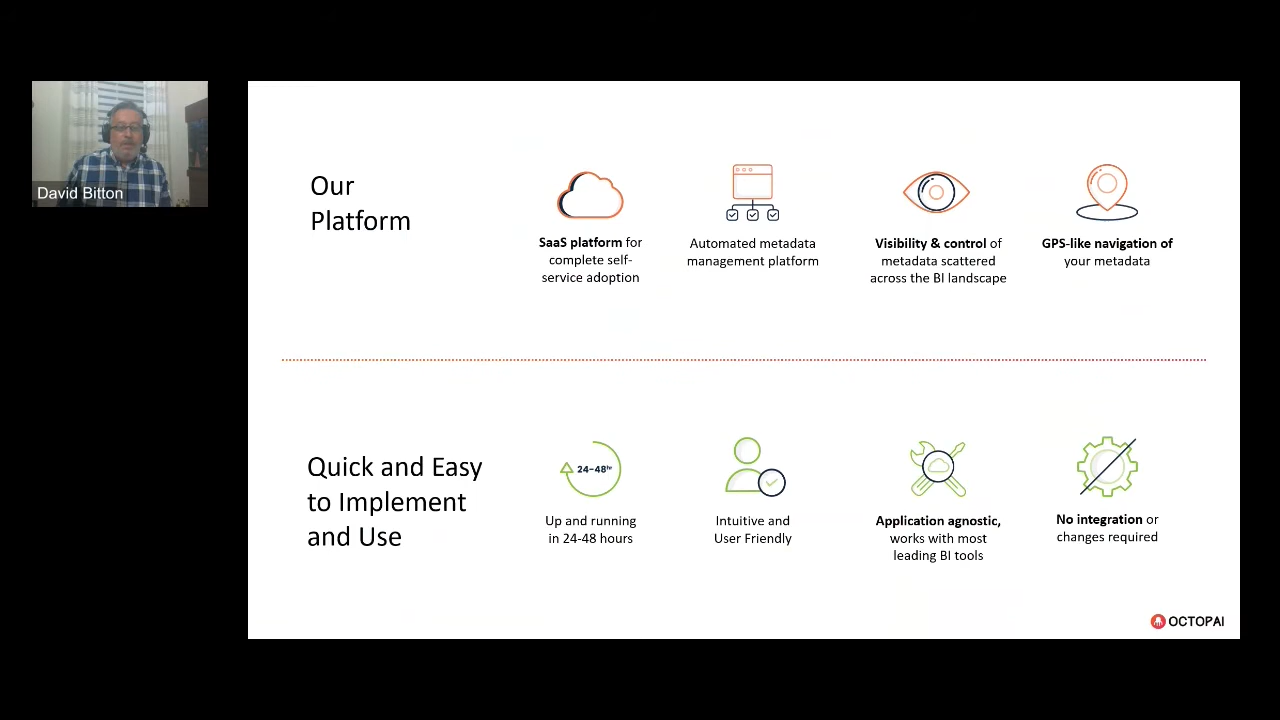 David Bitton
Our
Platform
SaaS platform for
complete self-
service adoption
Automated metadata
management platform
Visibility & control of
metadata scattered
across the BI landscape
GPS-like navigation of
your metadata
Quick and Easy
to Implement
and Use
24-48hr
Up and running
in 24-48 hours
Intuitive and
User Friendly
Application agnostic,
works with most
leading BI tools
No integration or
changes required
OCTOPAI